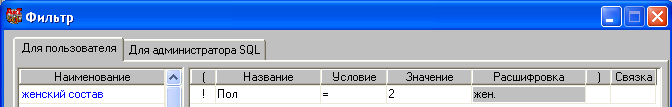 Фильтр
Для пользователя Для администратора SQL
Наименование ( Название Условие Значение Расшифровка ) Связка
женский состав ! Пол = 2 жен.